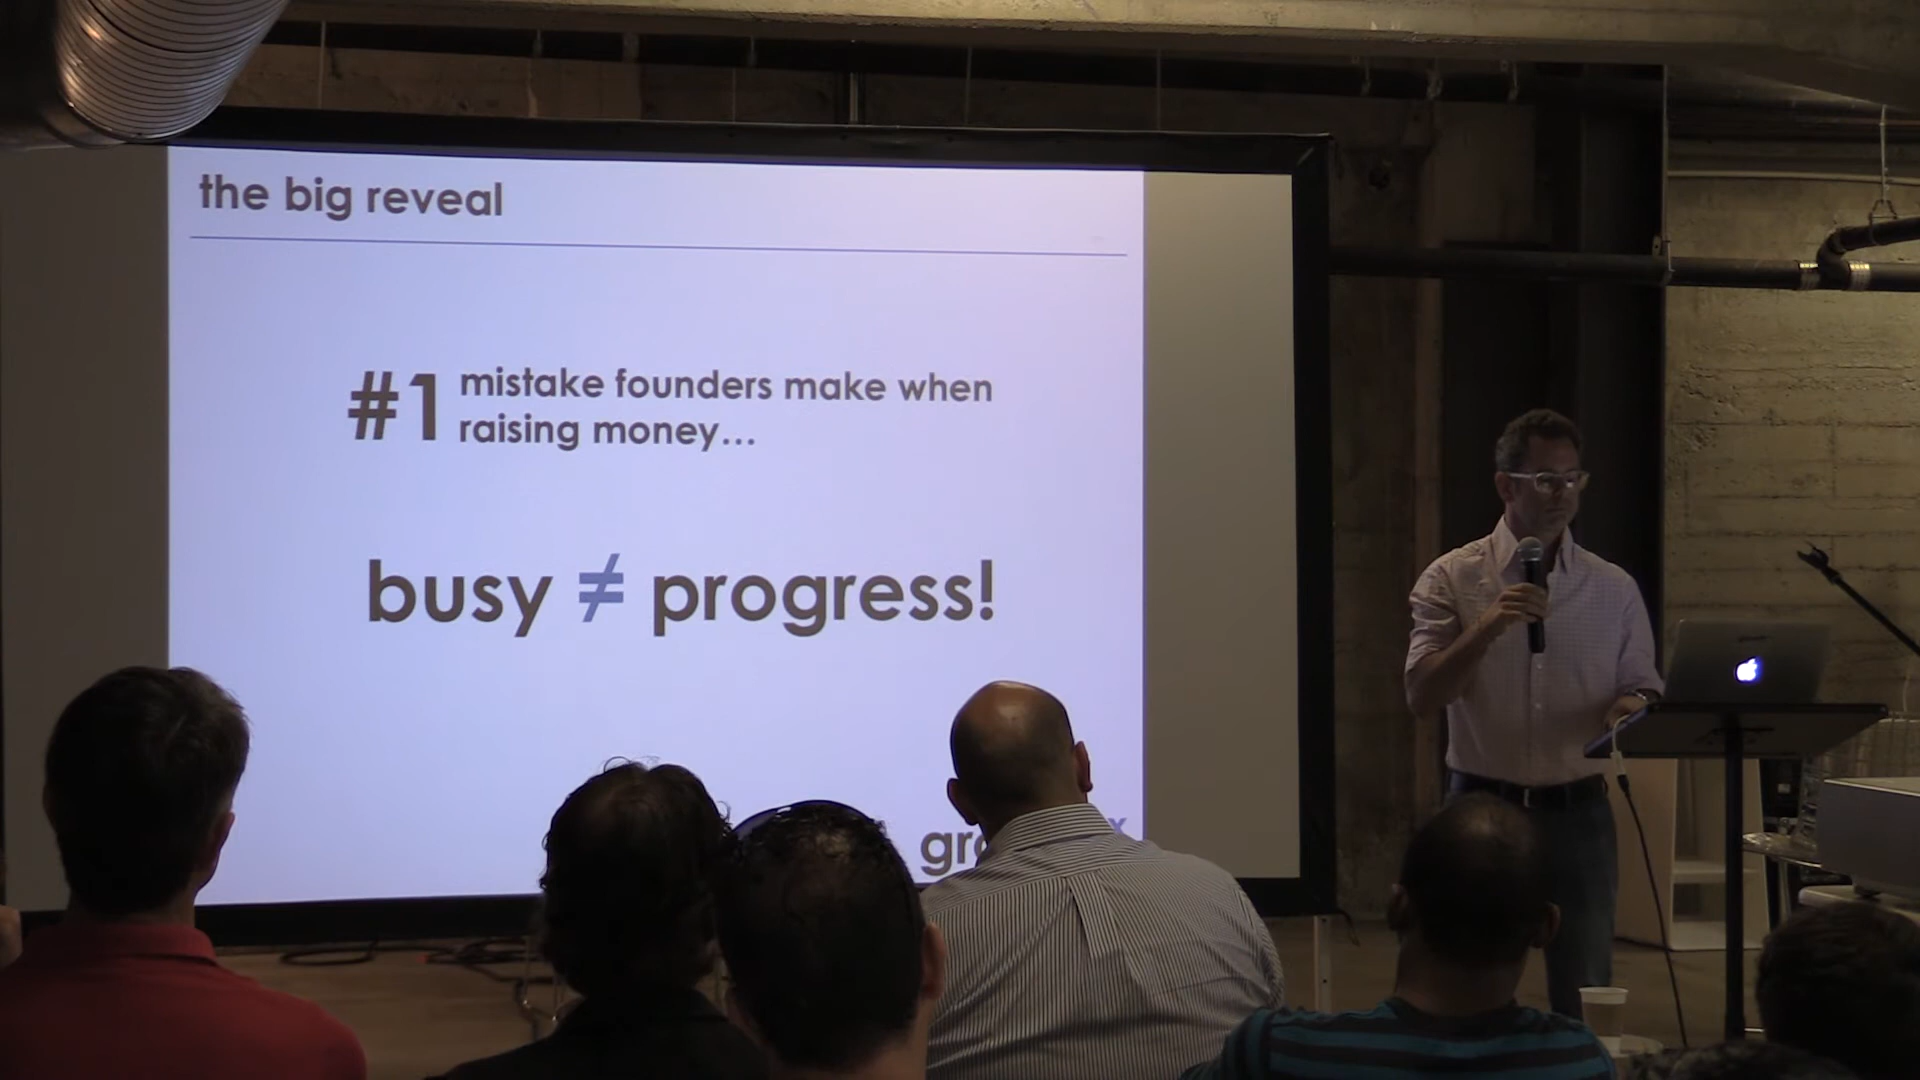 the big reveal
#1 mistake founders make when
raising money...
busy ≠ progress!